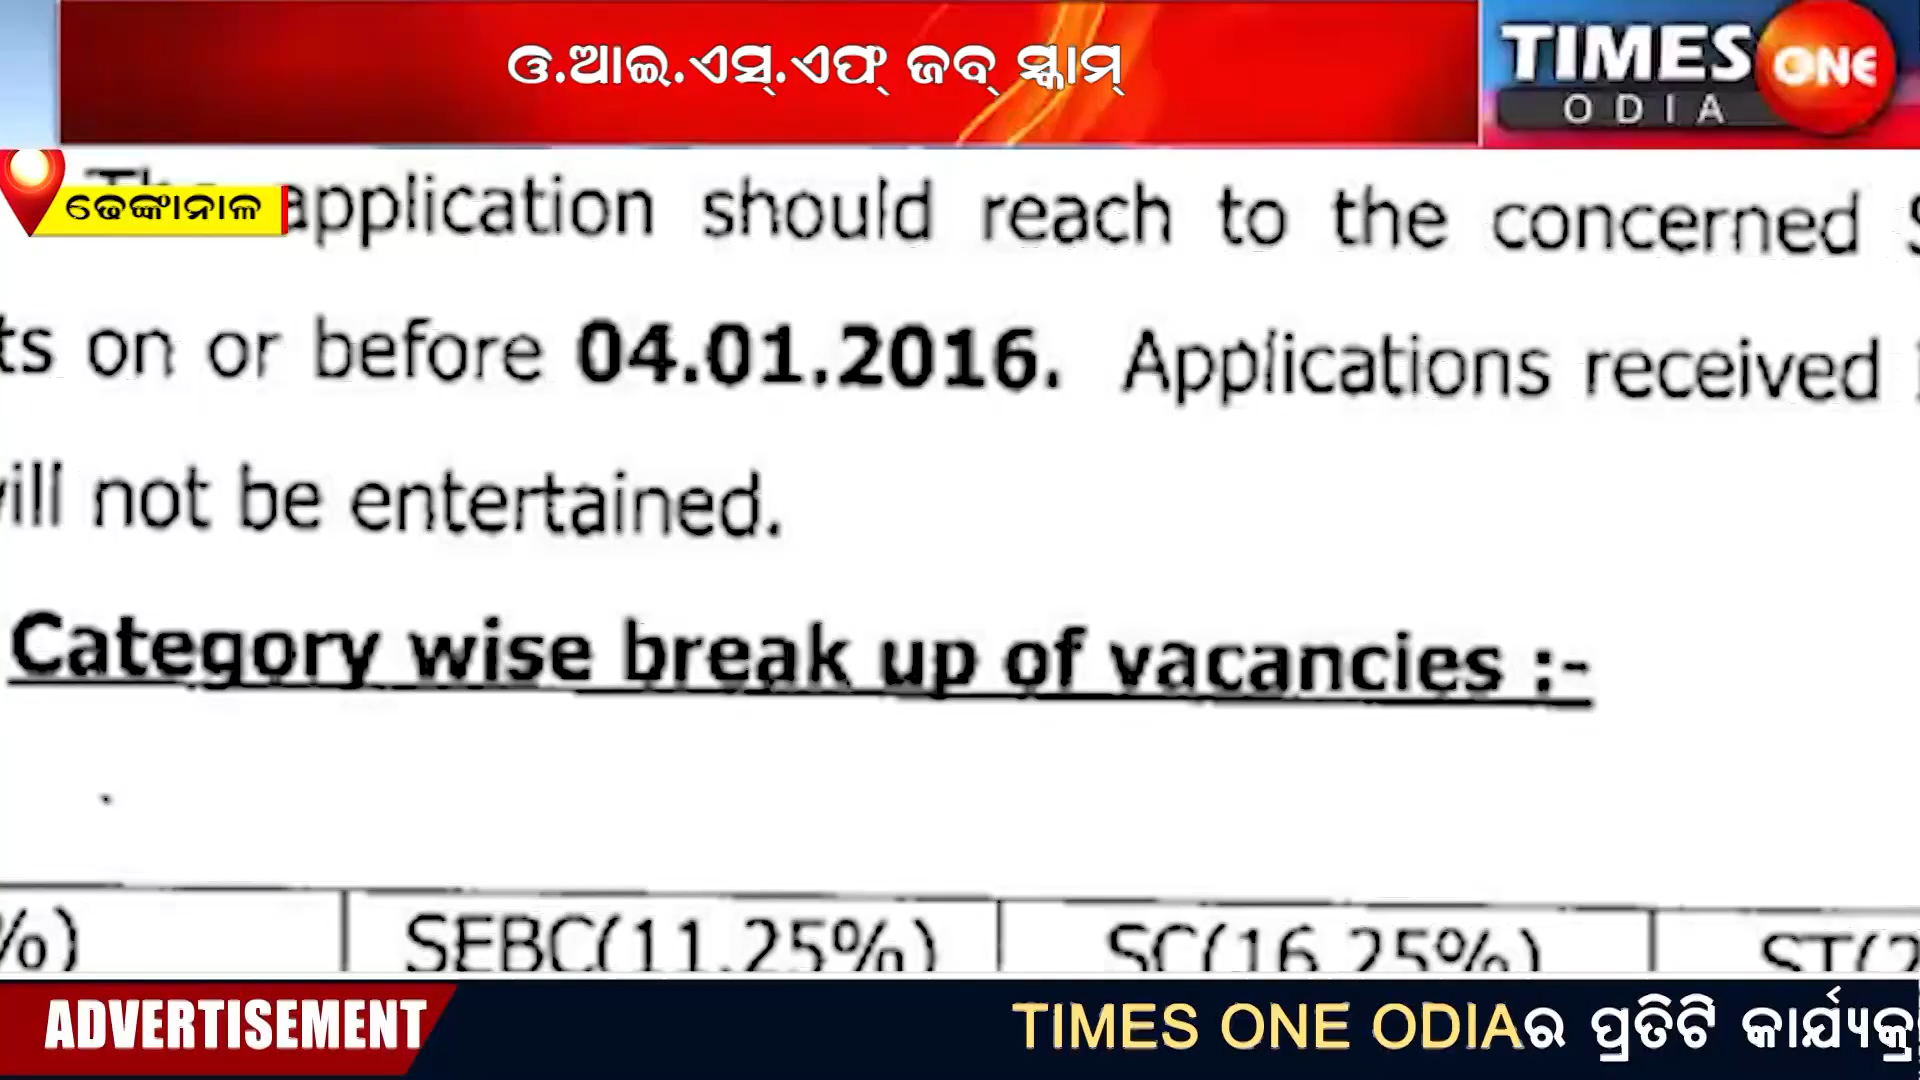 ଓ.ଆଇ.ଏସ୍.ଏଫ୍ ଜବ୍ ସ୍କାମ୍
TIMES ONE
ODIA
ଢେଙ୍କାନାଳ
The application should reach to the concerned
ts on or before 04.01.2016. Applications received
will not be entertained.
Category wise break up of vacancies :-
%) SEBC(11.25%) SC(16.25%) ST(2
ADVERTISEMENT
TIMES ONE ODIAର ପ୍ରତିଟି କାର୍ଯ୍ୟକ୍ର